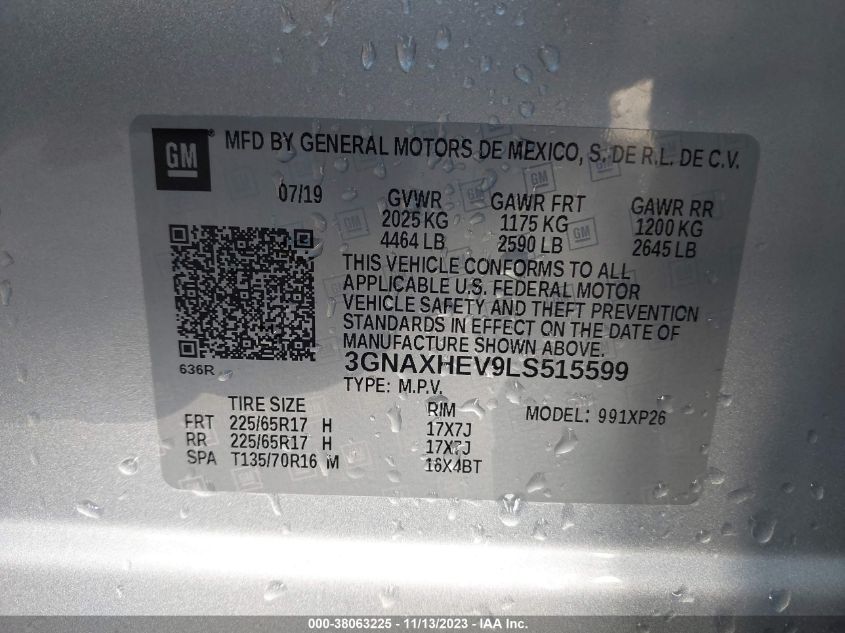 GM ® MFD BY GENERAL MOTORS DE MEXICO, S. DE R.L. DE C.V.
07/19 GVWR GAWR FRT GAWR RR
2025 KG 1175 KG 1200 KG
4464 LB 2590 LB 2645 LB
THIS VEHICLE CONFORMS TO ALL
APPLICABLE U.S. FEDERAL MOTOR
VEHICLE SAFETY AND THEFT PREVENTION
STANDARDS IN EFFECT ON THE DATE OF
MANUFACTURE SHOWN ABOVE.
636R 3GNAXHEV9LS515599
TYPE: M.P.V.
TIRE SIZE RIM MODEL: 991XP26
FRT 225/65R17 H 17X7J
RR 225/65R17 H 17X7J
SPA T135/70R16 M 16X4BT
000-38063225 - 11/13/2023 - IAA Inc.